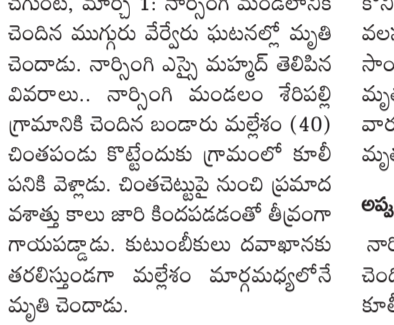 చేగుంట, మార్చి 1: నార్సింగి మండలానికి
చెందిన ముగ్గురు వేర్వేరు ఘటనల్లో మృతి
చెందాడు. నార్సింగి ఎస్సై మహ్మద్ తెలిపిన
వివరాలు.. నార్సింగి మండలం శేరిపల్లి
గ్రామానికి చెందిన బండారు మల్లేశం (40)
చింతపండు కొట్టేందుకు గ్రామంలో కూలీ
పనికి వెళ్లాడు. చింతచెట్టుపై నుంచి ప్రమాద
వశాత్తు కాలు జారి కిందపడడంతో తీవ్రంగా
గాయపడ్డాడు. కుటుంబీకులు దవాఖానకు
తరలిస్తుండగా మల్లేశం మార్గమధ్యలోనే
మృతి చెందాడు.